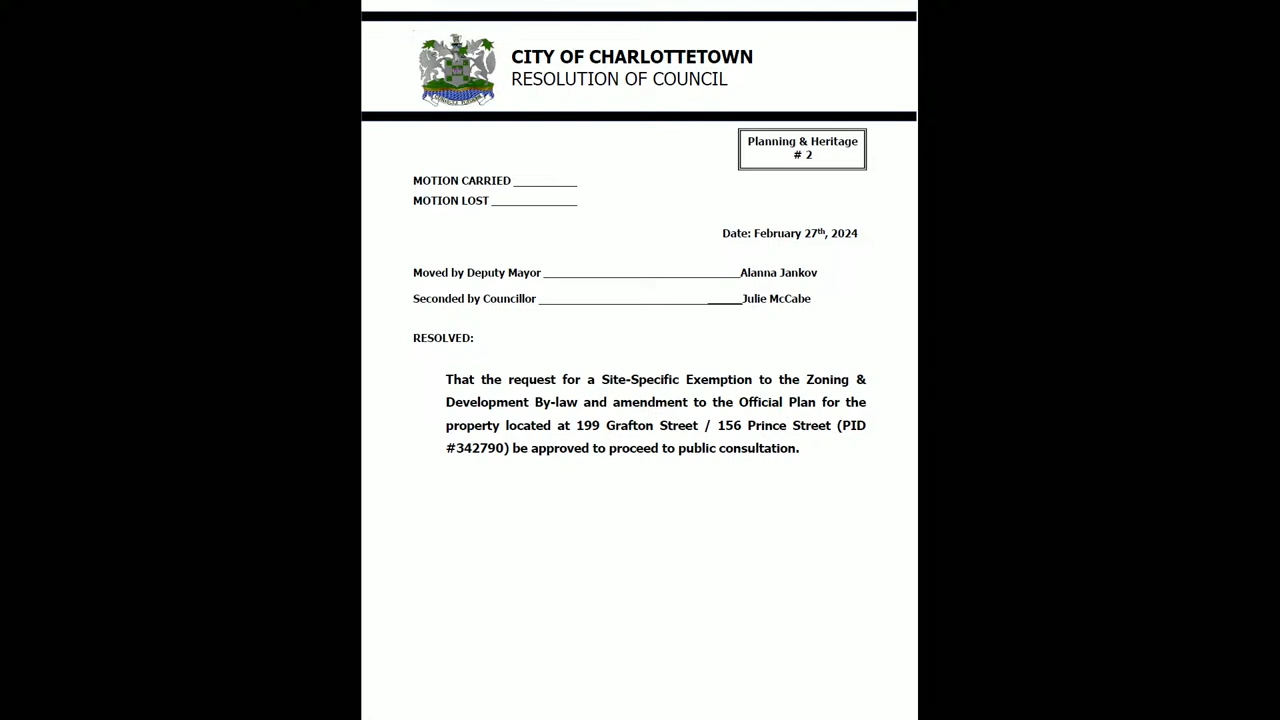 CITY OF CHARLOTTETOWN
RESOLUTION OF COUNCIL
Planning & Heritage
# 2
MOTION CARRIED ___________
MOTION LOST ______________
Date: February 27th, 2024
Moved by Deputy Mayor ________________________________Alanna Jankov
Seconded by Councillor _________________________________Julie McCabe
RESOLVED:
That the request for a Site-Specific Exemption to the Zoning &
Development By-law and amendment to the Official Plan for the
property located at 199 Grafton Street / 156 Prince Street (PID
#342790) be approved to proceed to public consultation.